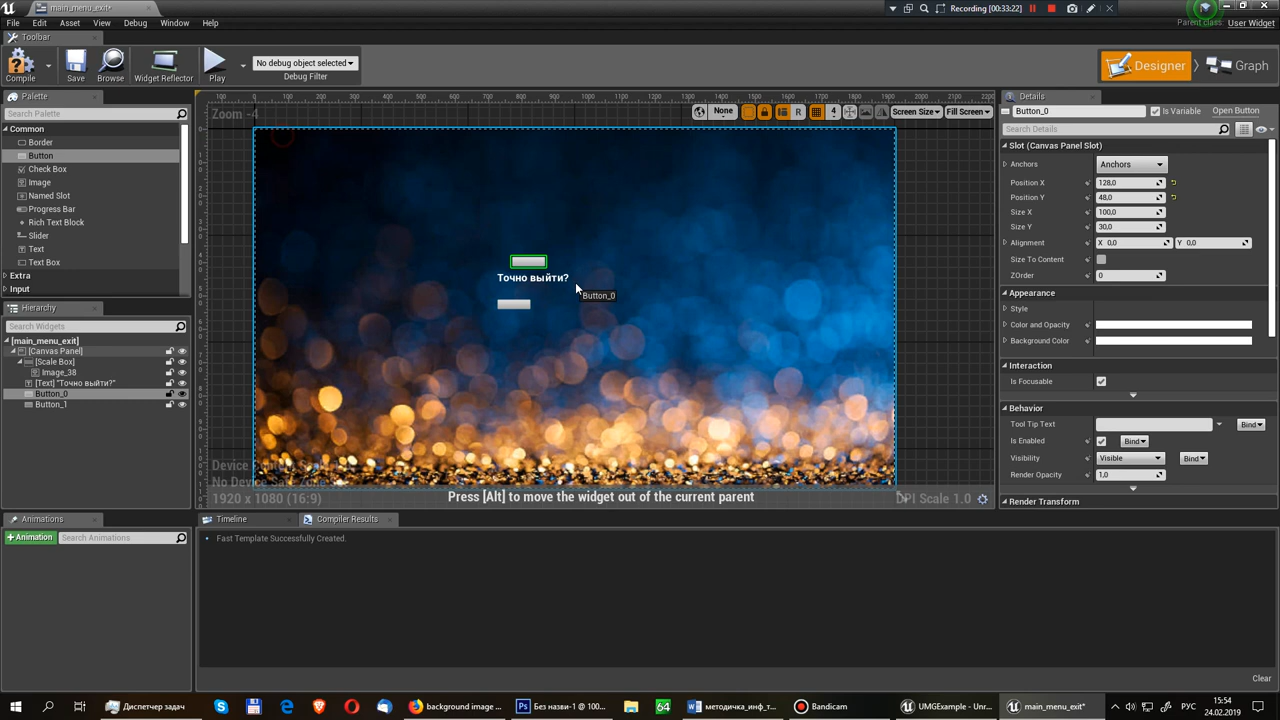 main_menu_exit*
Recording [00:33:22]
File Edit Asset View Window Debug Help
Parent class: User Widget
Toolbar
Compile
Save
Browse
Widget Reflector
Play
No debug object selected
Debug Filter
Designer
Graph
Palette
Search Palette
Common
Border
Button
Check Box
Image
Named Slot
Progress Bar
Rich Text Block
Slider
Text
Text Box
Extra
Input
Hierarchy
Search Widgets
[main_menu_exit]
[Canvas Panel]
[Scale Box]
Image_38
[Text] "Точно выйти?"
Button_0
Button_1
Animations
+Animation
Search Animations
Zoom -4
None
R
4
Screen Size
Fill Screen
Точно выйти?
Button_0
No Device Safe Zone
1920 x 1080 (16:9)
Press [Alt] to move the widget out of the current parent
DPI Scale 1.0
Timeline
Compiler Results
Fast Template Successfully Created.
Clear
Details
Button_0
Is Variable
Open Button
Search Details
Slot (Canvas Panel Slot)
Anchors Anchors
Position X 128,0
Position Y 48,0
Size X 100,0
Size Y 30,0
Alignment X 0,0 Y 0,0
Size To Content
ZOrder 0
Appearance
Style
Color and Opacity
Background Color
Interaction
Is Focusable
Behavior
Tool Tip Text Bind
Is Enabled Bind
Visibility Visible Bind
Render Opacity 1,0
Render Transform
Диспетчер задач
background image ...
Без назви-1 @ 100...
64
методичка_инф_т...
Bandicam
UMGExample - Unr...
main_menu_exit*
РУС
15:54
24.02.2019